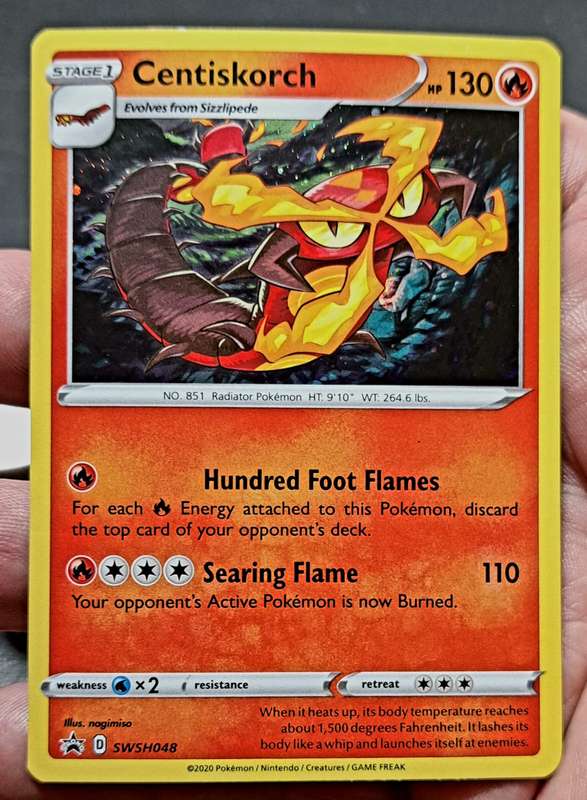 STAGE 1 Centiskorch HP 130
Evolves from Sizzlipede
NO. 851 Radiator Pokémon HT: 9'10" WT: 264.6 lbs.
Hundred Foot Flames
For each Energy attached to this Pokémon, discard
the top card of your opponent's deck.
Searing Flame 110
Your opponent's Active Pokémon is now Burned.
weakness ×2 resistance retreat
Illus. nagimiso
When it heats up, its body temperature reaches
about 1,500 degrees Fahrenheit. It lashes its
body like a whip and launches itself at enemies.
D SWSH048
©2020 Pokémon / Nintendo / Creatures / GAME FREAK